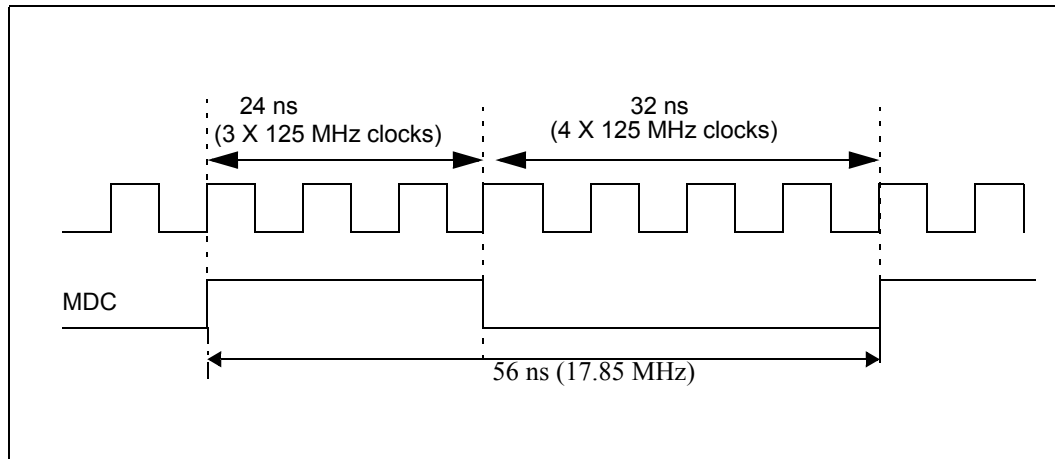 24 ns
(3 X 125 MHz clocks)
32 ns
(4 X 125 MHz clocks)
MDC
56 ns (17.85 MHz)